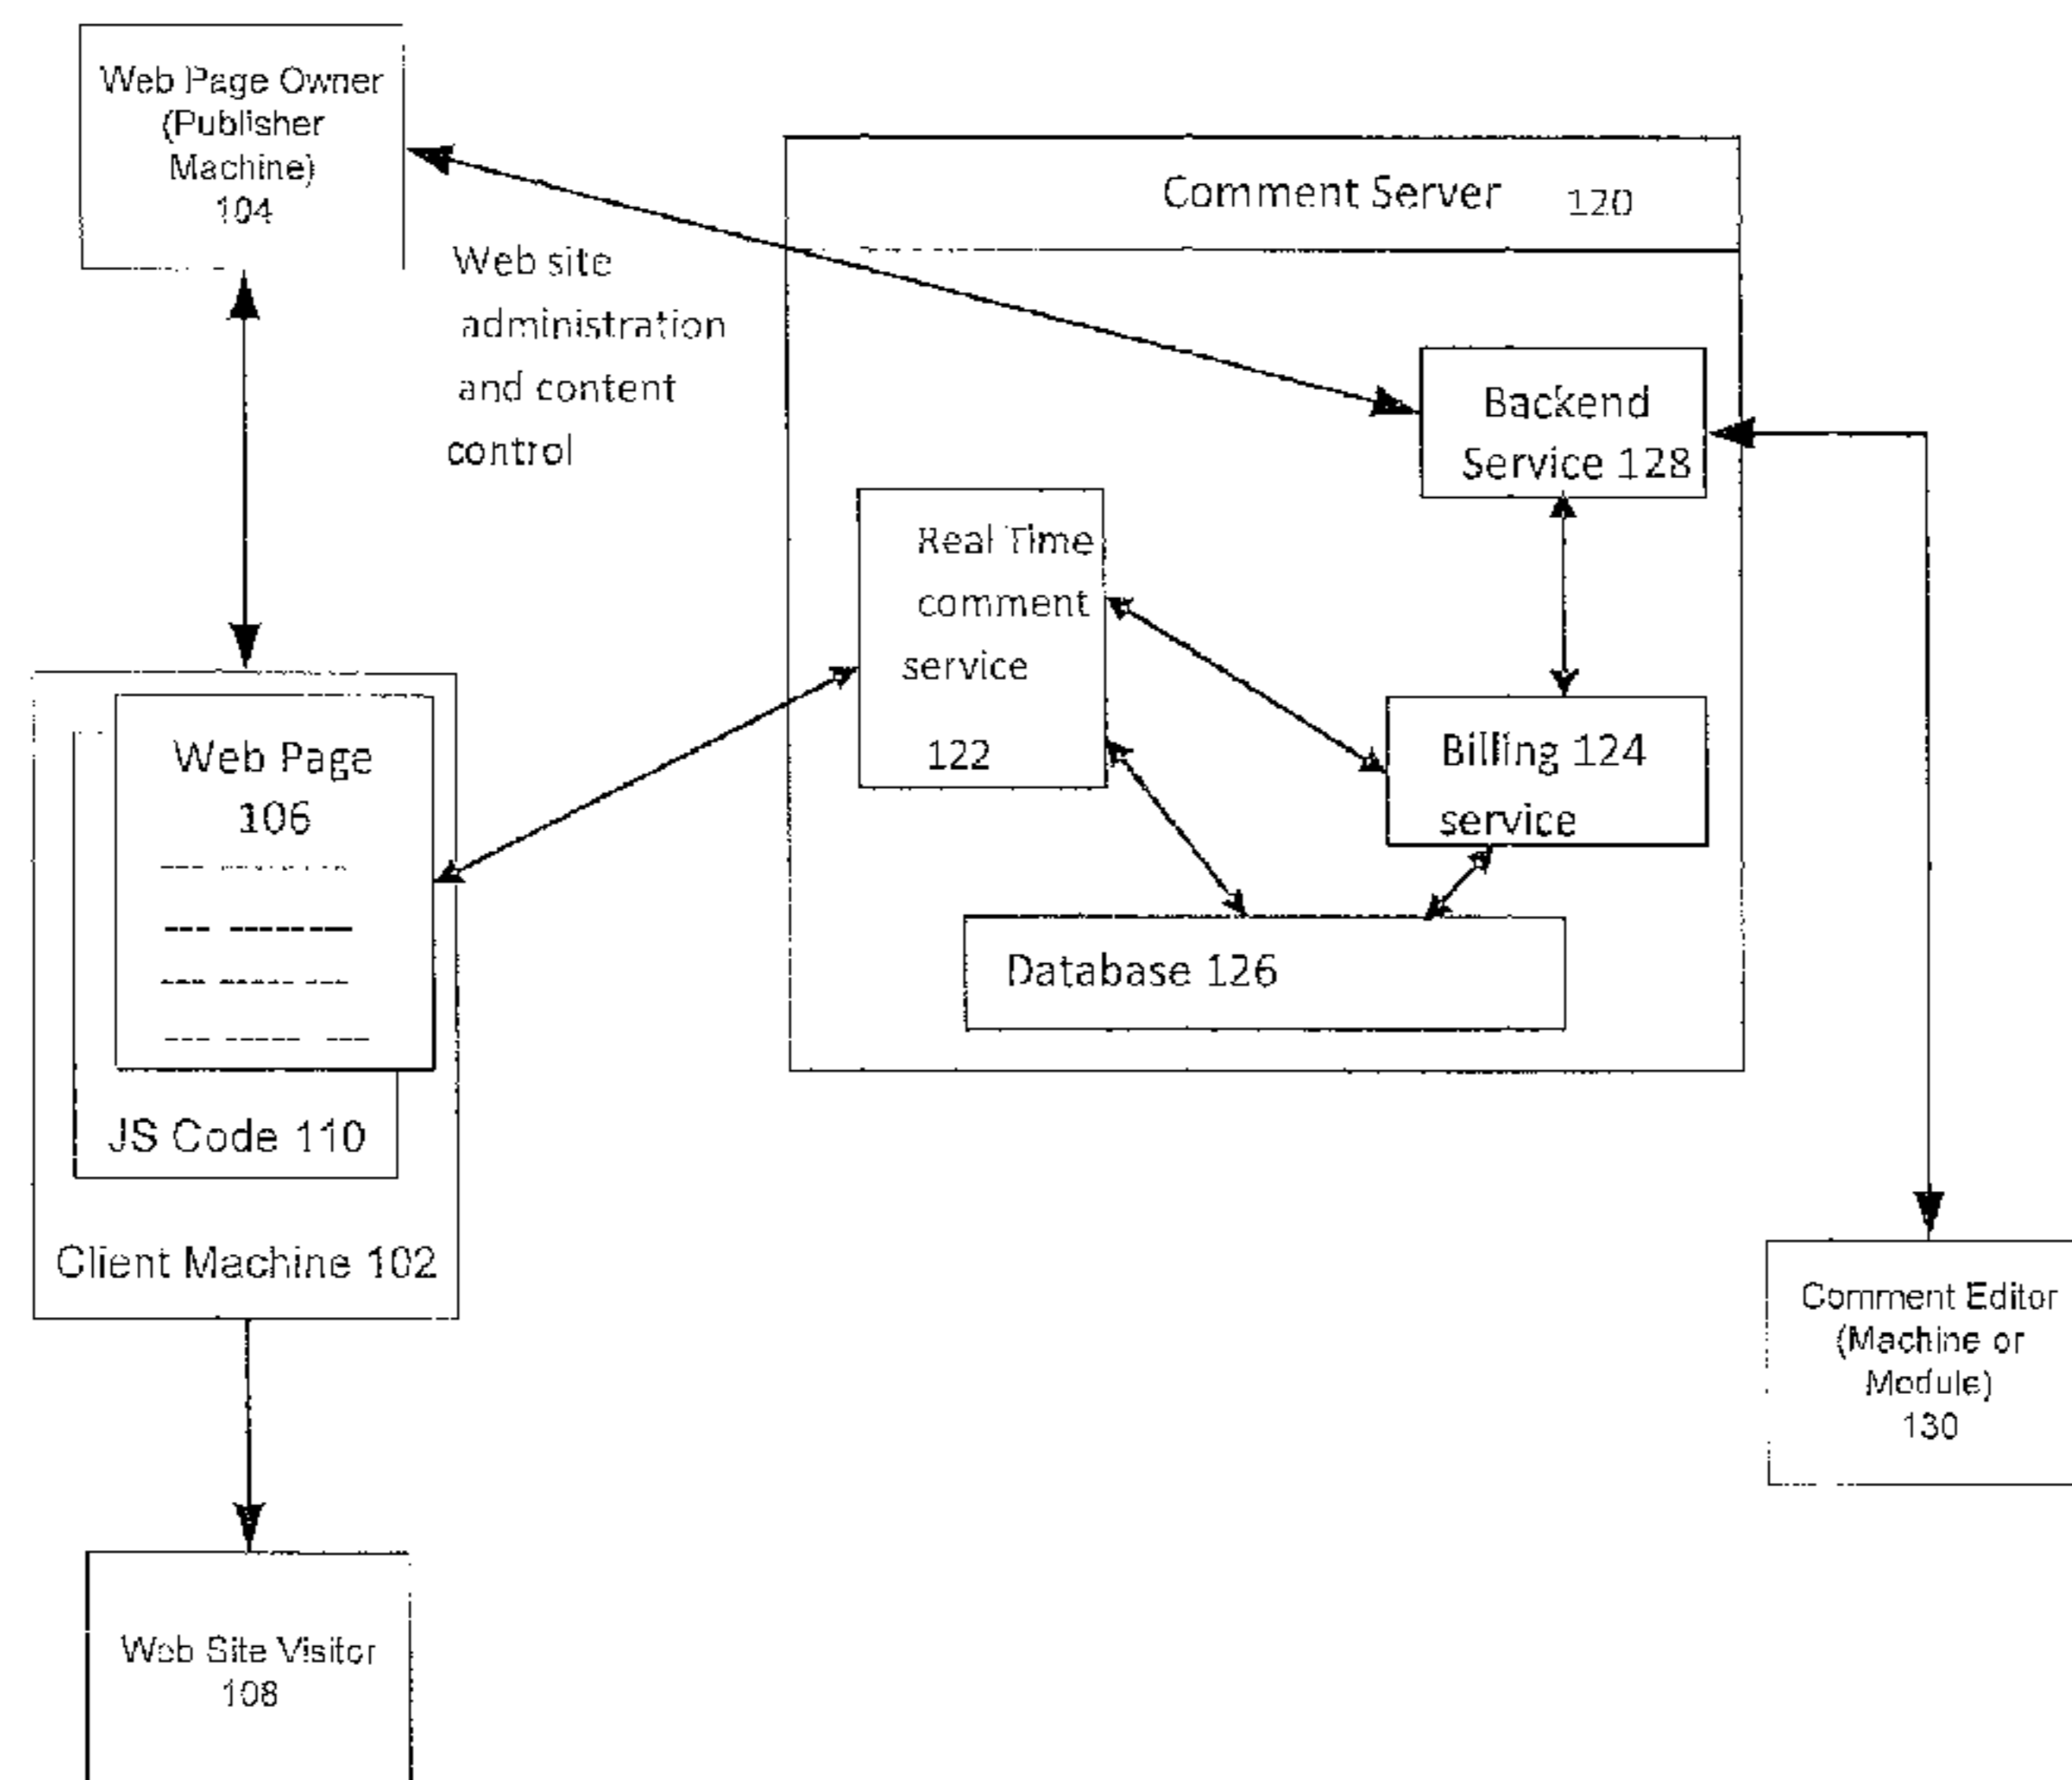 Web Page Owner
(Publisher
Machine)
104
Comment Server 120
Web site
administration
and content
control
Backend
Service 128
Real Time
comment
service
122
Web Page
106
Billing 124
service
Database 126
JS Code 110
Client Machine 102
Comment Editor
(Machine or
Module)
130
Web Site Visitor
108